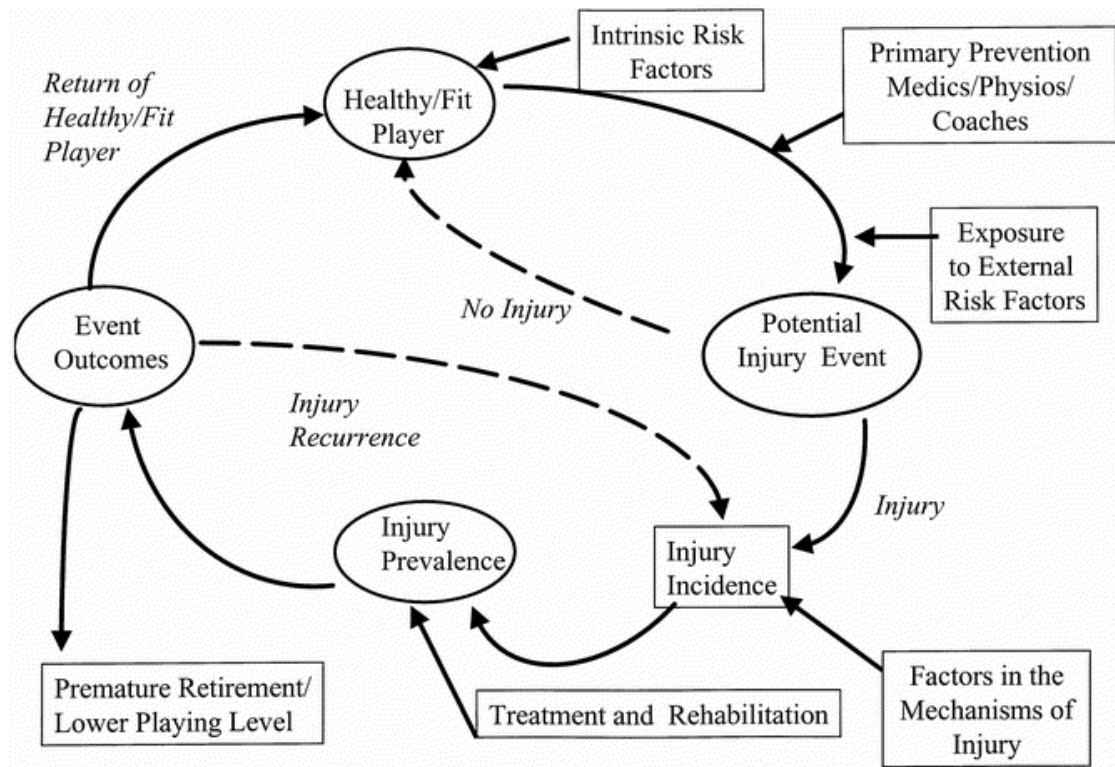 Intrinsic Risk
Factors
Primary Prevention
Medics/Physios/
Coaches
Return of
Healthy/Fit
Player
Healthy/Fit
Player
Exposure
to External
Risk Factors
No Injury
Potential
Injury Event
Event
Outcomes
Injury
Recurrence
Injury
Injury
Prevalence
Injury
Incidence
Premature Retirement/
Lower Playing Level
Treatment and Rehabilitation
Factors in the
Mechanisms of
Injury